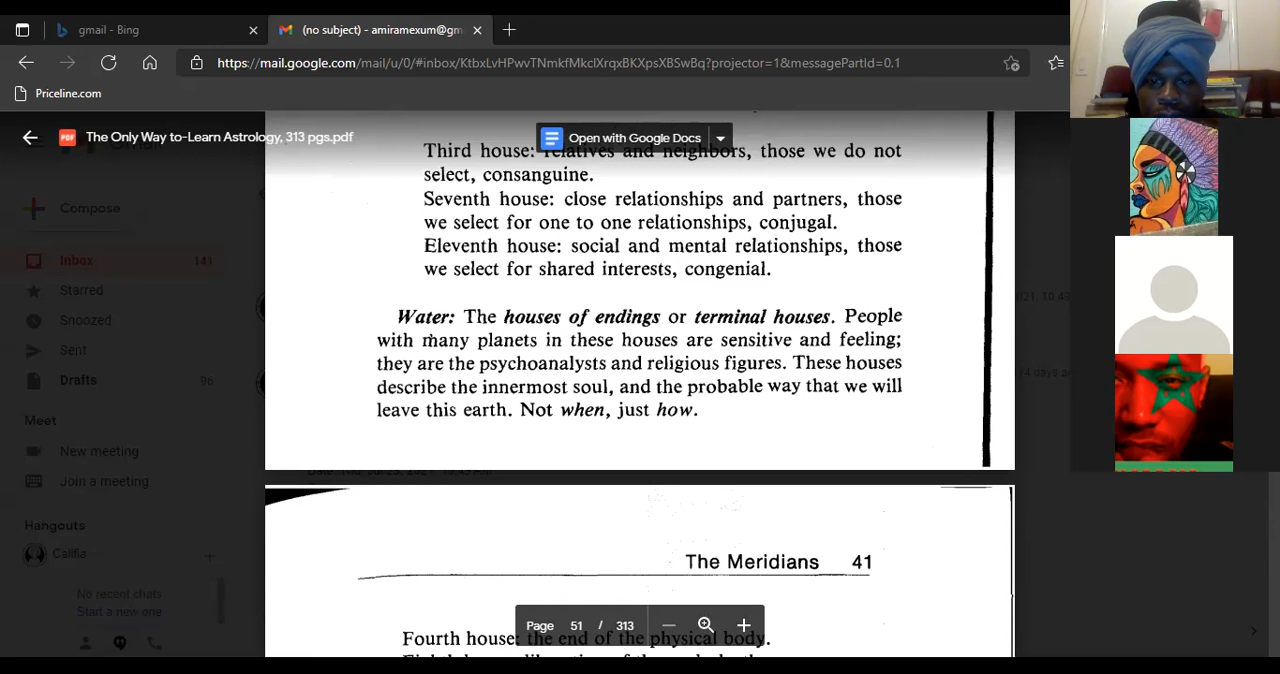 gmail - Bing
(no subject) - amiramexum@gm
https://mail.google.com/mail/u/0/#inbox/KtbxLvHPwvTNmkfMkclXrqxBKXpsXBSwBq?projector=1&messagePartId=0.1
Priceline.com
PDF
The Only Way to-Learn Astrology, 313 pgs.pdf
Open with Google Docs
Compose
Inbox 141
Starred
Snoozed
Sent
Drafts 96
Meet
New meeting
Join a meeting
Hangouts
Califia
No recent chats
Start a new one
Third house: relatives and neighbors, those we do not
select, consanguine.
Seventh house: close relationships and partners, those
we select for one to one relationships, conjugal.
Eleventh house: social and mental relationships, those
we select for shared interests, congenial.
Water: The houses of endings or terminal houses. People
with many planets in these houses are sensitive and feeling;
they are the psychoanalysts and religious figures. These houses
describe the innermost soul, and the probable way that we will
leave this earth. Not when, just how.
The Meridians 41
Fourth house: the end of the physical body.
Page 51 / 313